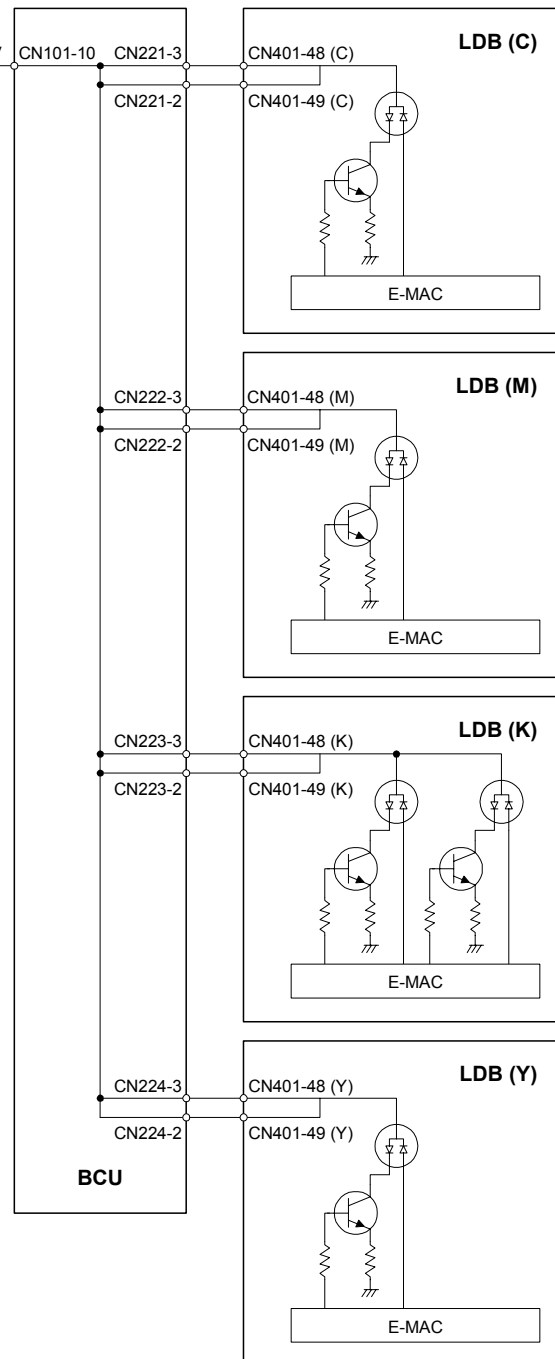 LDB (C)
CN101-10 CN221-3 CN401-48 (C)
CN221-2 CN401-49 (C)
E-MAC
LDB (M)
CN222-3 CN401-48 (M)
CN222-2 CN401-49 (M)
E-MAC
LDB (K)
CN223-3 CN401-48 (K)
CN223-2 CN401-49 (K)
E-MAC
LDB (Y)
CN224-3 CN401-48 (Y)
CN224-2 CN401-49 (Y)
BCU
E-MAC